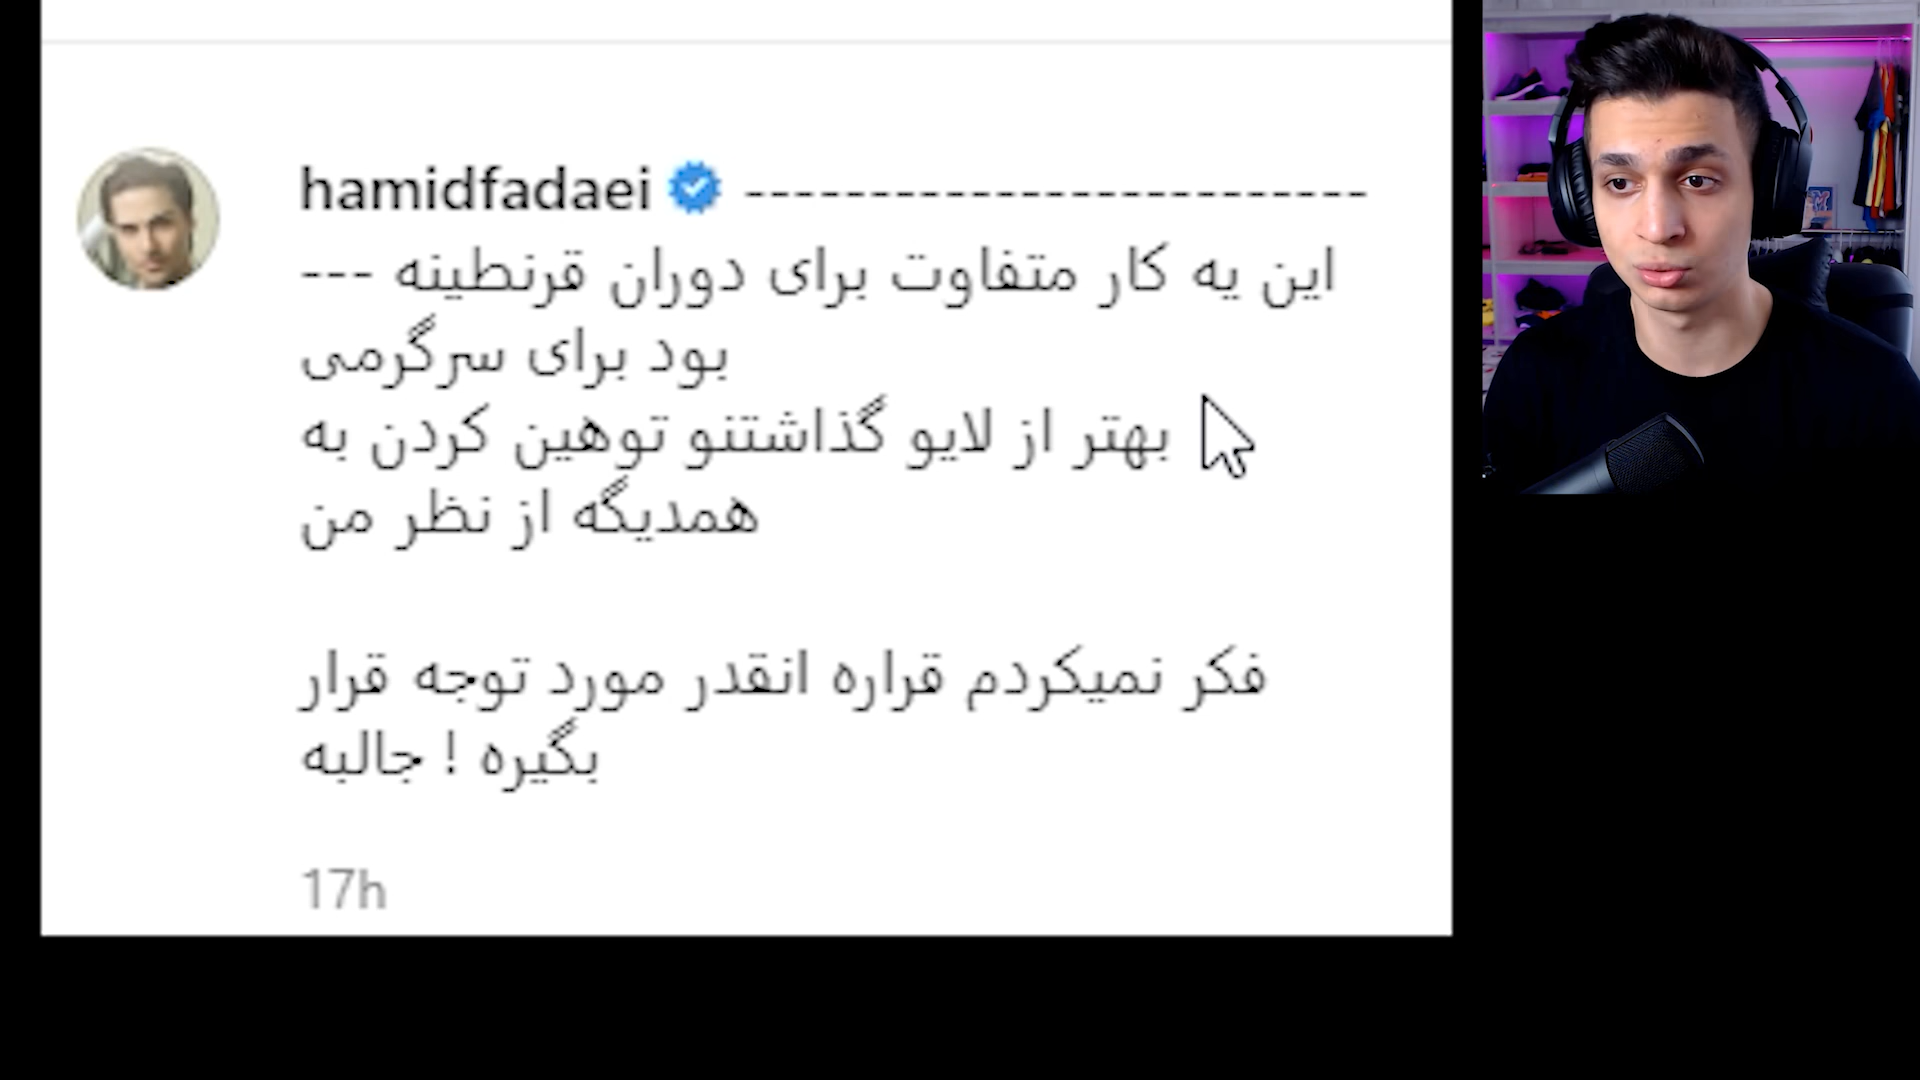 hamidfadaei -------------------------
--- این یه کار متفاوت برای دوران قرنطینه
بود برای سرگرمی
بهتر از لایو گذاشتنو توهین کردن به
همدیگه از نظر من
فکر نمیکردم قراره انقدر مورد توجه قرار
بگیره ! جالبه
17h